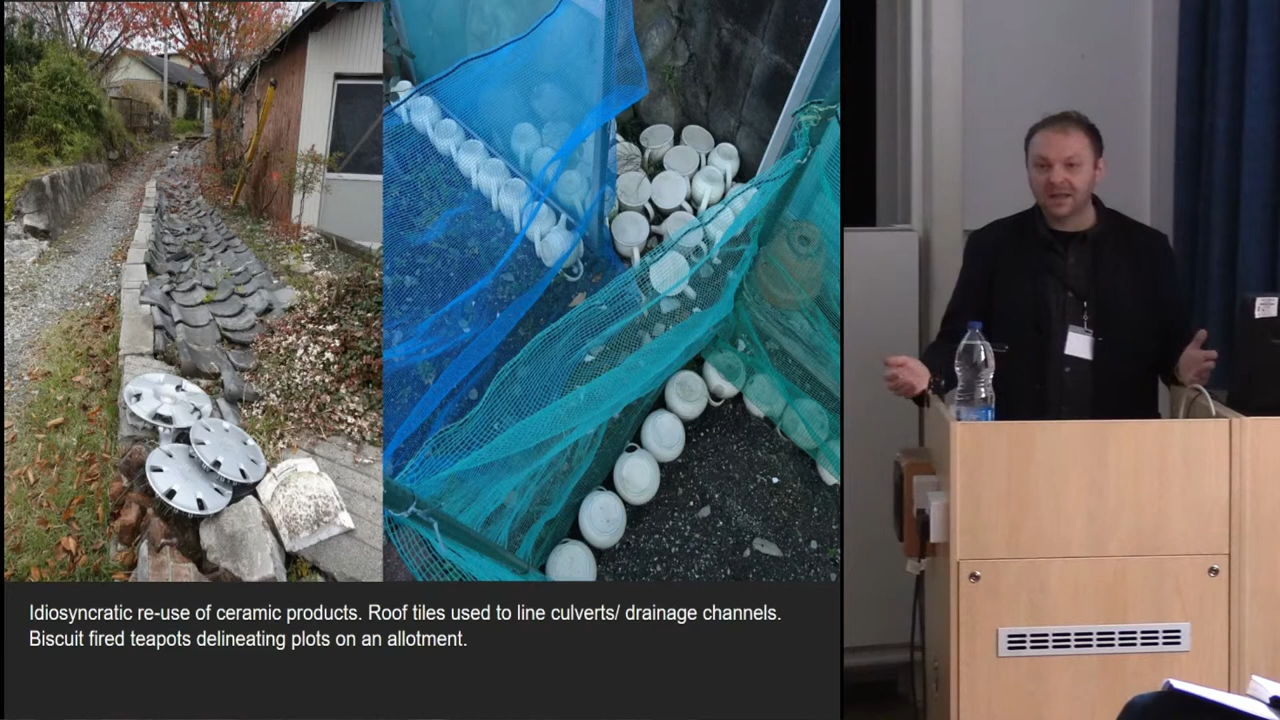 Idiosyncratic re-use of ceramic products. Roof tiles used to line culverts/ drainage channels.
Biscuit fired teapots delineating plots on an allotment.